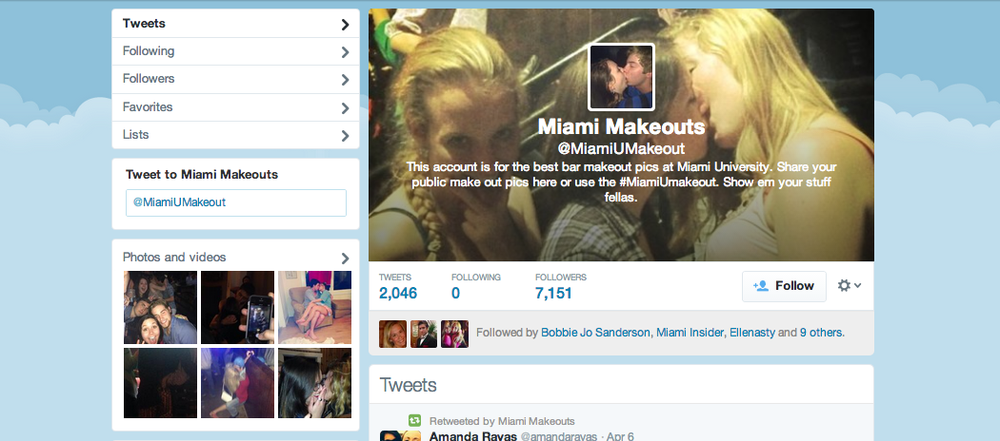 Tweets
Following
Followers
Favorites
Lists
Tweet to Miami Makeouts
@MiamiUMakeout
Photos and videos
Miami Makeouts
@MiamiUMakeout
This account is for the best bar makeout pics at Miami University. Share your
public make out pics here or use the #MiamiUmakeout. Show em your stuff
fellas.
TWEETS FOLLOWING FOLLOWERS
2,046 0 7,151
Follow
Followed by Bobbie Jo Sanderson, Miami Insider, Ellenasty and 9 others.
Tweets
Retweeted by Miami Makeouts
Amanda Ravas @amandaravas · Apr 6